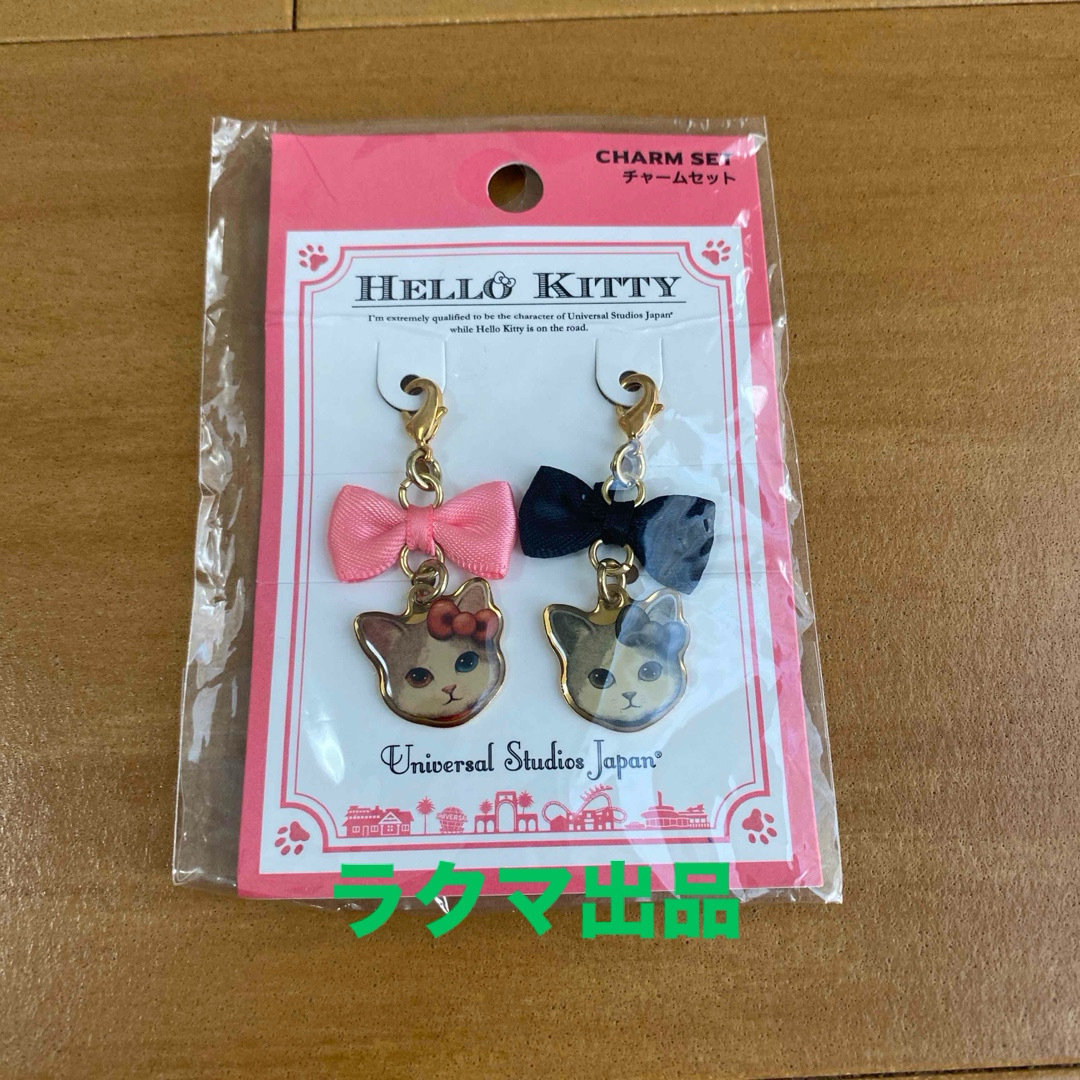 CHARM SET
チャームセット
HELLO KITTY
I'm extremely qualified to be the character of Universal Studios Japan®
while Hello Kitty is on the road.
Universal Studios Japan®
UNIVERSAL
ラクマ出品